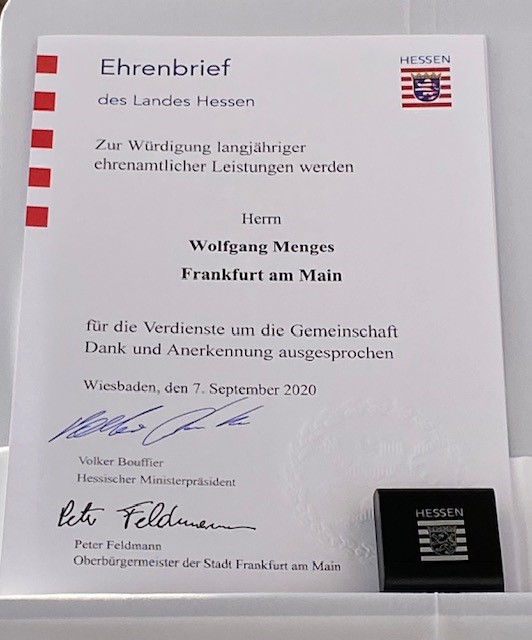 Ehrenbrief
HESSEN
des Landes Hessen
Zur Würdigung langjähriger
ehrenamtlicher Leistungen werden
Herrn
Wolfgang Menges
Frankfurt am Main
für die Verdienste um die Gemeinschaft
Dank und Anerkennung ausgesprochen
Wiesbaden, den 7. September 2020
Volker Bouffier
Hessischer Ministerpräsident
Peter Feldmann
Peter Feldmann
Oberbürgermeister der Stadt Frankfurt am Main
HESSEN